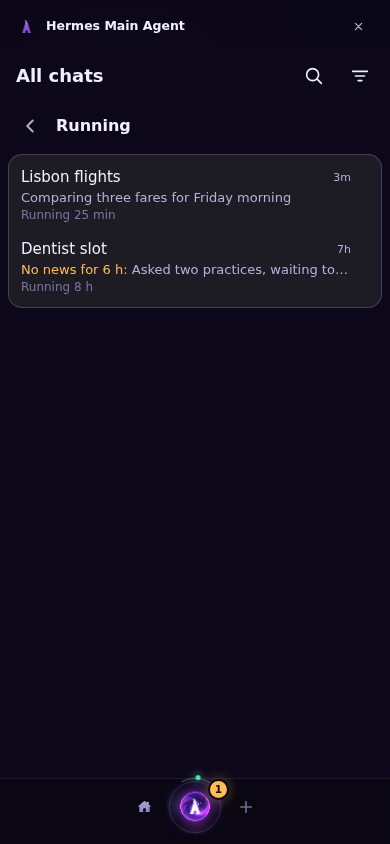 Hermes Main Agent
All chats
Running
Lisbon flights 3m
Comparing three fares for Friday morning
Running 25 min
Dentist slot 7h
No news for 6 h: Asked two practices, waiting to…
Running 8 h
1